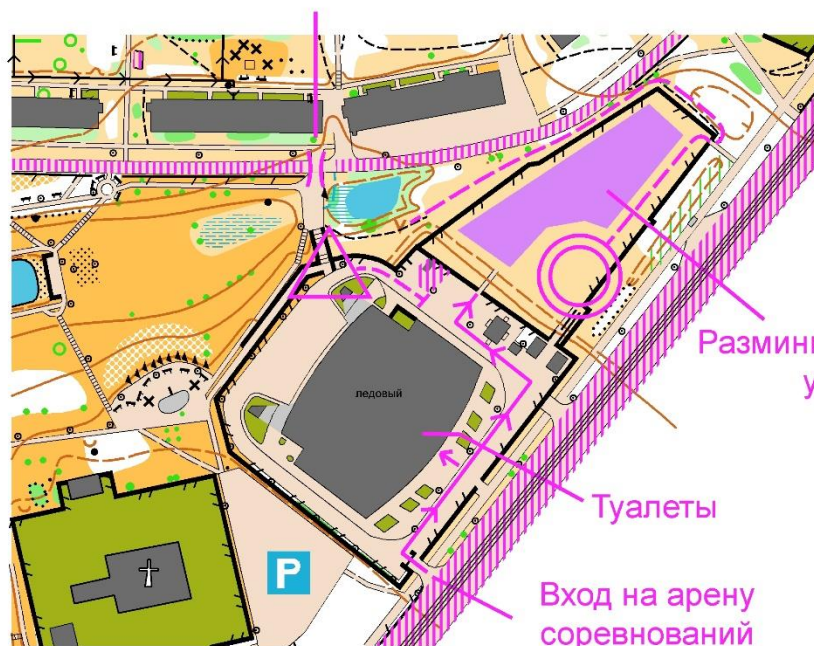 ледовый
Размин
у
Туалеты
P
Вход на арену
соревнований